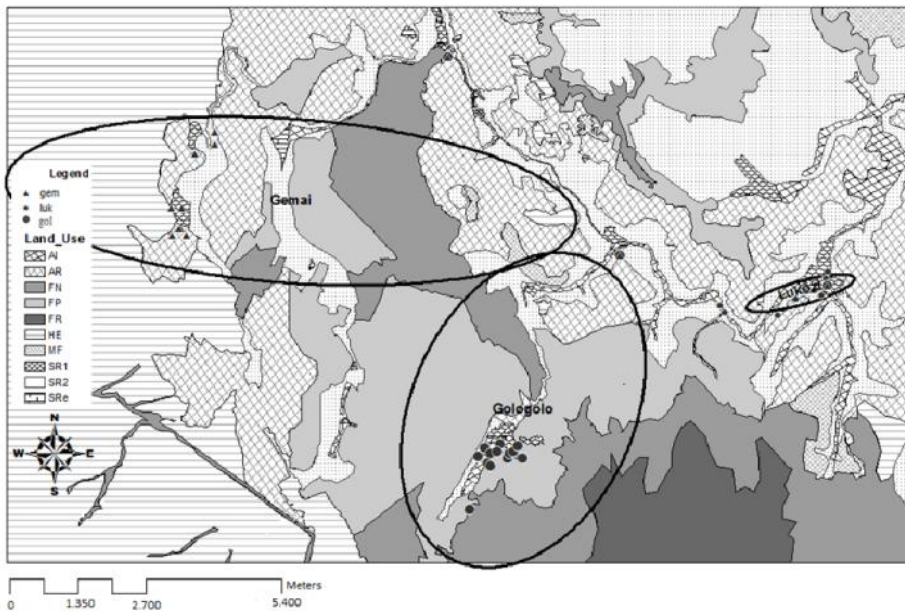 Gemai
Legend
gem
luk
gol
Land_Use
AI
AR
FN
FP
FR
HE
MF
SR1
SR2
SRe
Lukozi
Gologolo
N
W E
S
Meters
0 1.350 2.700 5.400